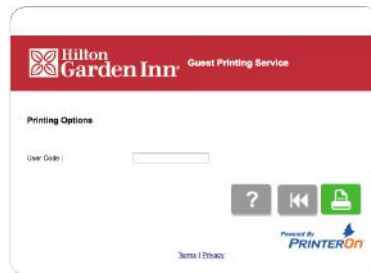 Hilton
Garden Inn® Guest Printing Service
Printing Options
User Code :
?
Powered By
PRINTERON
Terms | Privacy